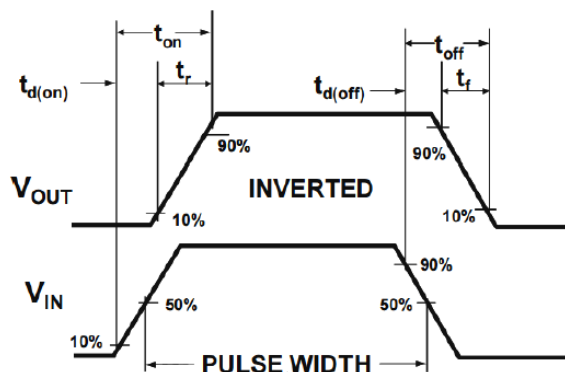 ton toff
td(on) tr td(off) tf
90% 90%
VOUT INVERTED
10% 10%
90%
VIN 50% 50%
10%
PULSE WIDTH